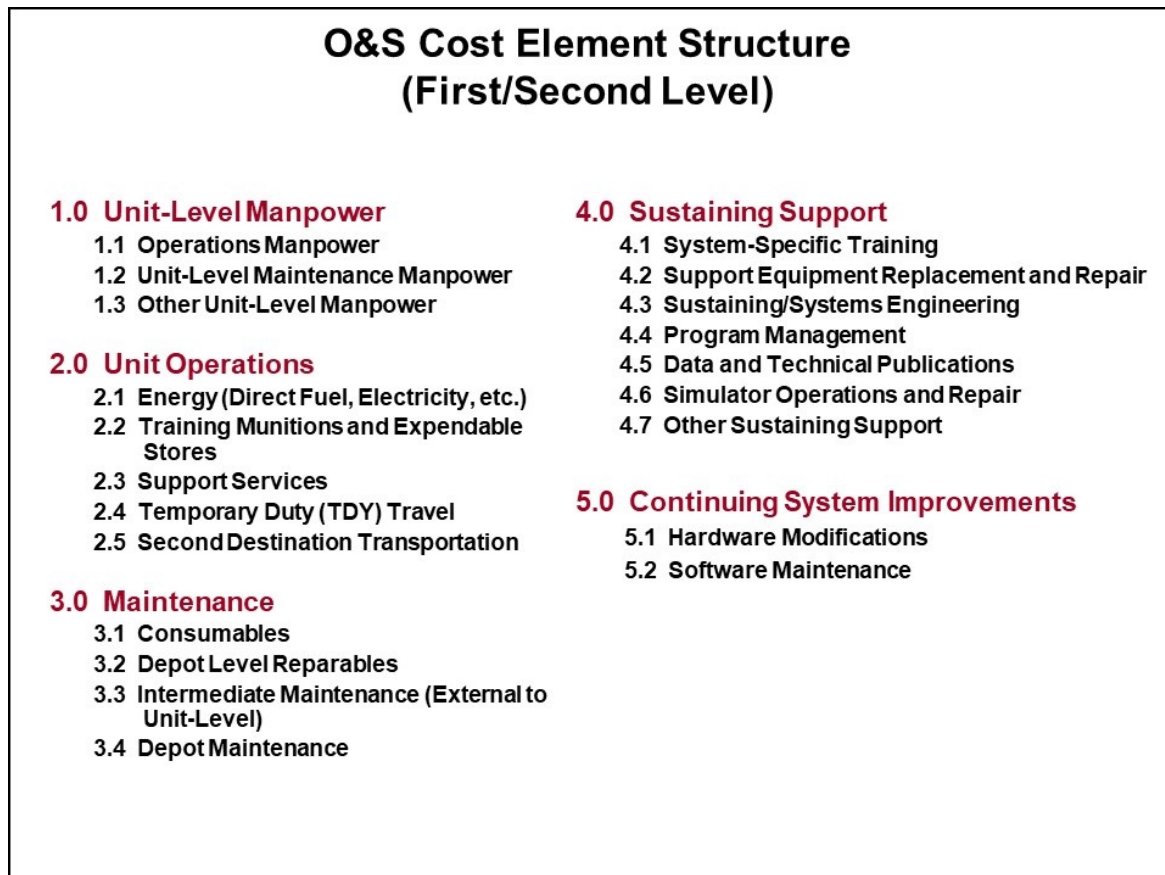 O&S Cost Element Structure
(First/Second Level)
1.0 Unit-Level Manpower
1.1 Operations Manpower
1.2 Unit-Level Maintenance Manpower
1.3 Other Unit-Level Manpower
2.0 Unit Operations
2.1 Energy (Direct Fuel, Electricity, etc.)
2.2 Training Munitions and Expendable
Stores
2.3 Support Services
2.4 Temporary Duty (TDY) Travel
2.5 Second Destination Transportation
3.0 Maintenance
3.1 Consumables
3.2 Depot Level Reparables
3.3 Intermediate Maintenance (External to
Unit-Level)
3.4 Depot Maintenance
4.0 Sustaining Support
4.1 System-Specific Training
4.2 Support Equipment Replacement and Repair
4.3 Sustaining/Systems Engineering
4.4 Program Management
4.5 Data and Technical Publications
4.6 Simulator Operations and Repair
4.7 Other Sustaining Support
5.0 Continuing System Improvements
5.1 Hardware Modifications
5.2 Software Maintenance